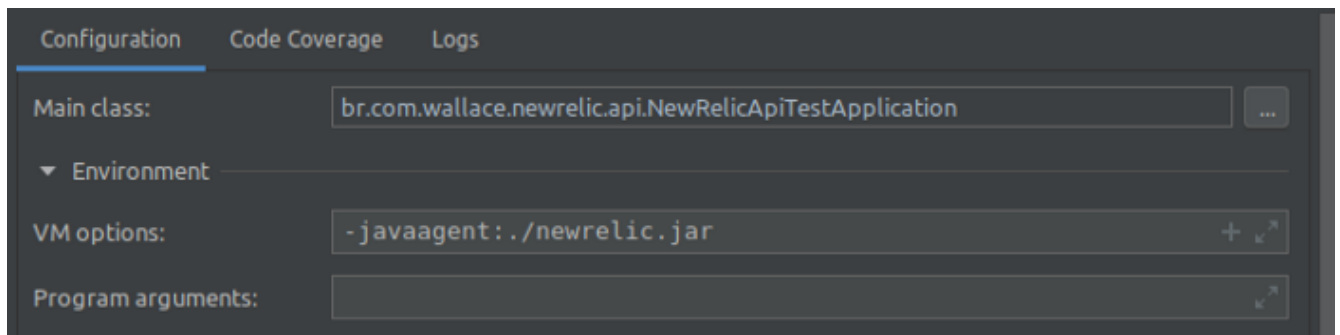 Configuration Code Coverage Logs
Main class: br.com.wallace.newrelic.api.NewRelicApiTestApplication ...
Environment
VM options: -javaagent:./newrelic.jar
Program arguments: